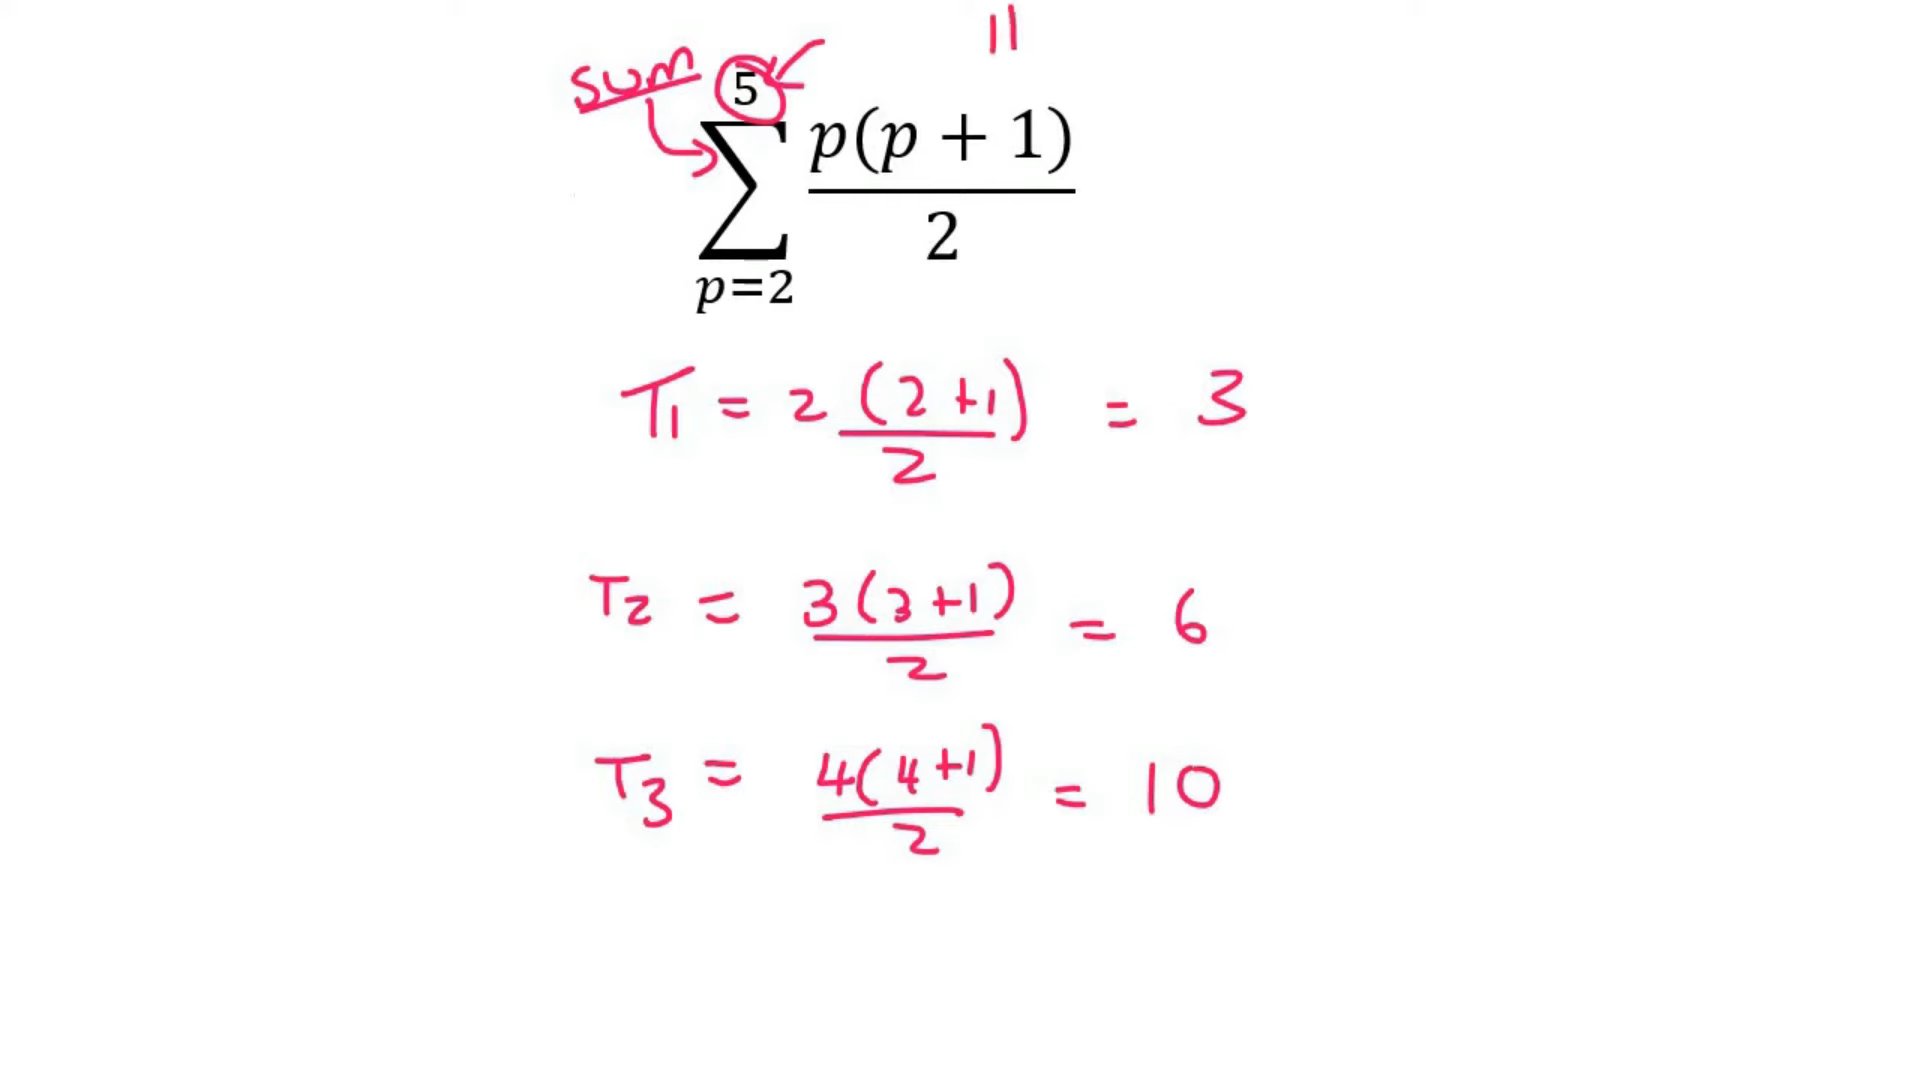 11
sum
5
∑ p(p + 1)
2
p=2
T1 = 2 (2+1) = 3
2
T2 = 3(3+1) = 6
2
T3 = 4(4+1) = 10
2